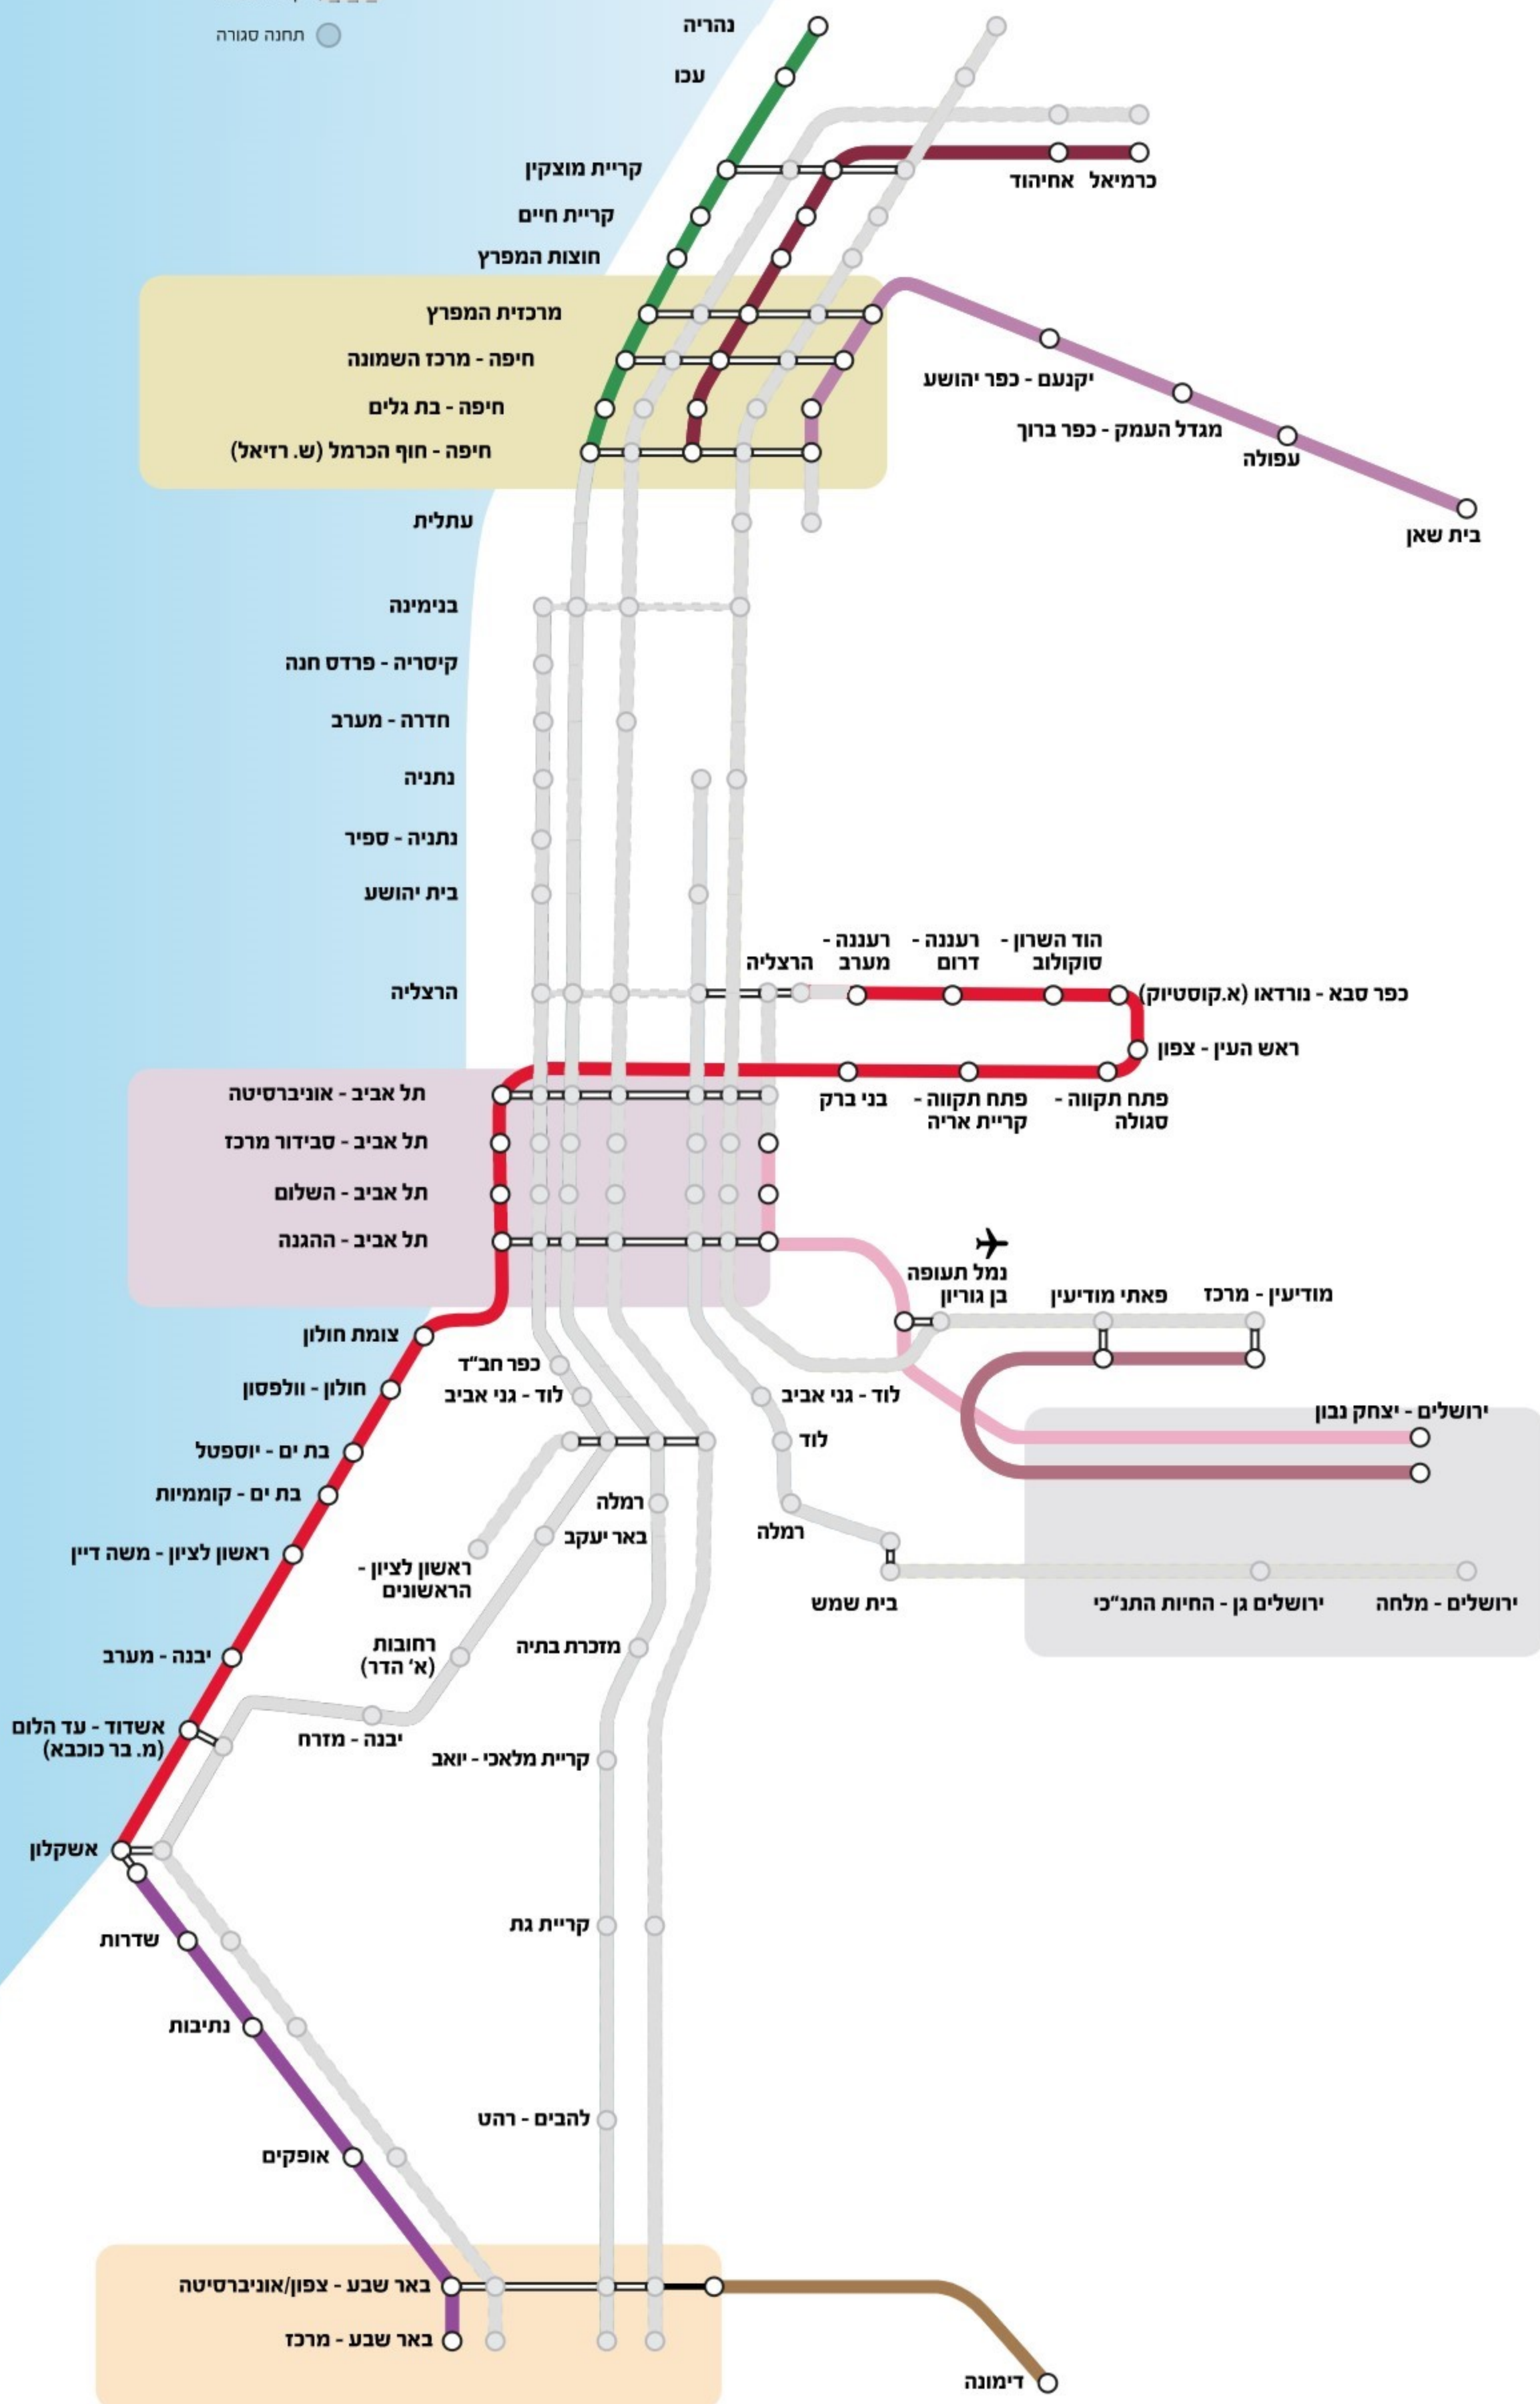 תחנה סגורה
נהריה
עכו
קריית מוצקין
אחיהוד
כרמיאל
קריית חיים
חוצות המפרץ
מרכזית המפרץ
חיפה - מרכז השמונה
יקנעם - כפר יהושע
חיפה - בת גלים
מגדל העמק - כפר ברוך
חיפה - חוף הכרמל (ש. רזיאל)
עפולה
עתלית
בית שאן
בנימינה
קיסריה - פרדס חנה
חדרה - מערב
נתניה
נתניה - ספיר
בית יהושע
הרצליה
הרצליה
רעננה -
מערב
רעננה -
דרום
הוד השרון -
סוקולוב
כפר סבא - נורדאו (א.קוסטיוק)
ראש העין - צפון
בני ברק
פתח תקווה -
קריית אריה
פתח תקווה -
סגולה
תל אביב - אוניברסיטה
תל אביב - סבידור מרכז
תל אביב - השלום
תל אביב - ההגנה
נמל תעופה
בן גוריון
פאתי מודיעין
מודיעין - מרכז
צומת חולון
כפר חב"ד
חולון - וולפסון
לוד - גני אביב
לוד - גני אביב
ירושלים - יצחק נבון
לוד
בת ים - יוספטל
בת ים - קוממיות
רמלה
באר יעקב
רמלה
ראשון לציון - משה דיין
ראשון לציון -
הראשונים
בית שמש
ירושלים גן - החיות התנ"כי
ירושלים - מלחה
רחובות
(א' הדר)
מזכרת בתיה
יבנה - מערב
אשדוד - עד הלום
(מ. בר כוכבא)
יבנה - מזרח
קריית מלאכי - יואב
אשקלון
קריית גת
שדרות
נתיבות
להבים - רהט
אופקים
באר שבע - צפון/אוניברסיטה
באר שבע - מרכז
דימונה